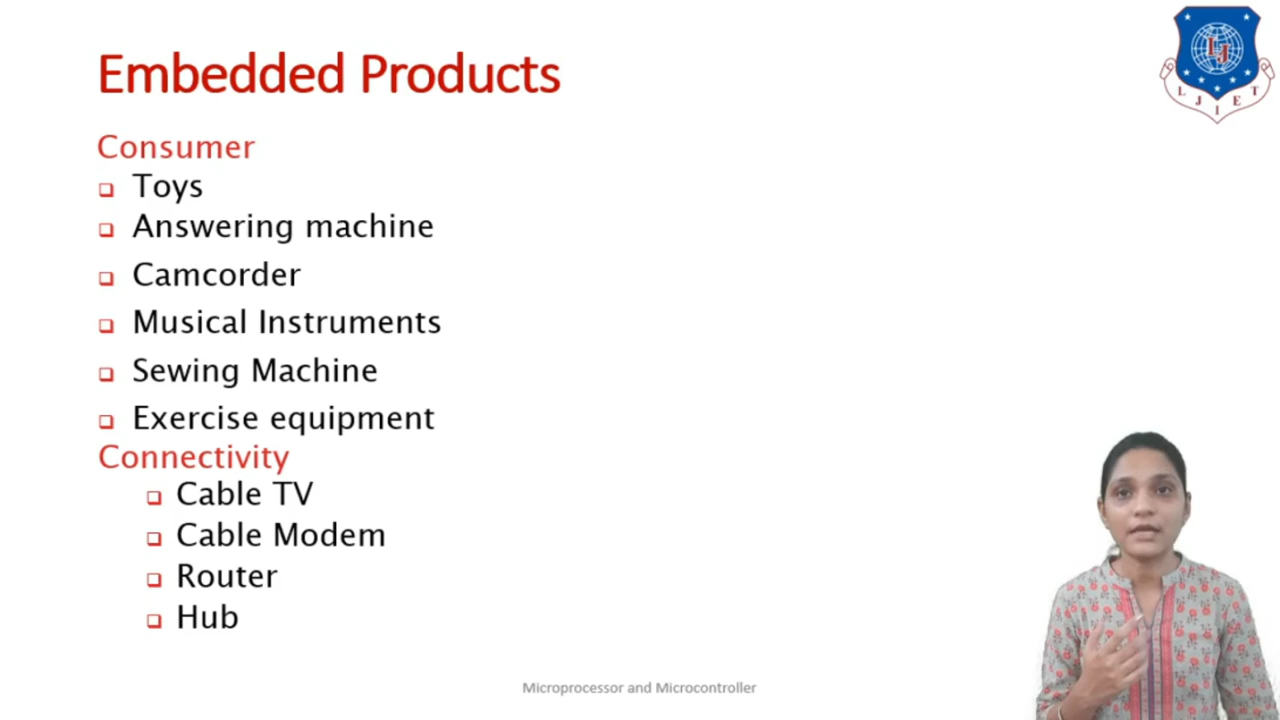 Embedded Products
Consumer
Toys
Answering machine
Camcorder
Musical Instruments
Sewing Machine
Exercise equipment
Connectivity
Cable TV
Cable Modem
Router
Hub
Microprocessor and Microcontroller
LJ
L J I E T